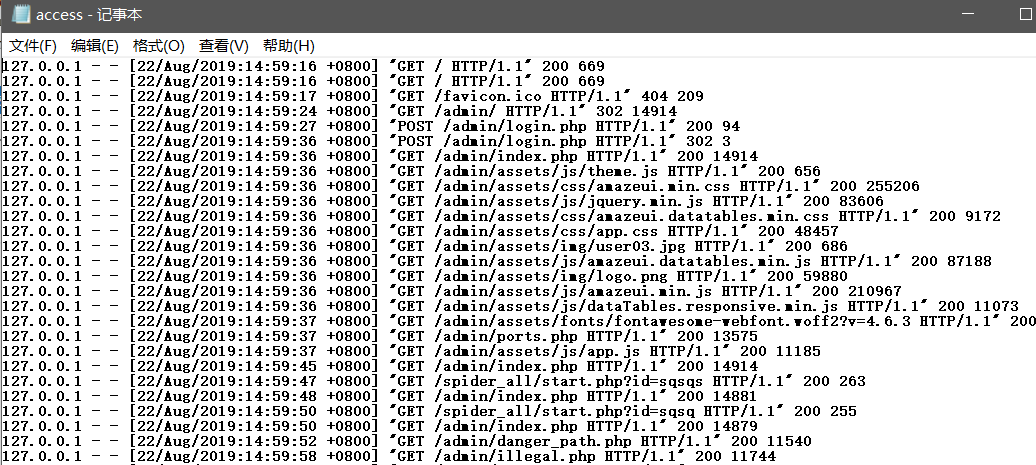 access - 记事本
文件(F) 编辑(E) 格式(O) 查看(V) 帮助(H)
127.0.0.1 - - [22/Aug/2019:14:59:16 +0800] "GET / HTTP/1.1" 200 669
127.0.0.1 - - [22/Aug/2019:14:59:16 +0800] "GET / HTTP/1.1" 200 669
127.0.0.1 - - [22/Aug/2019:14:59:17 +0800] "GET /favicon.ico HTTP/1.1" 404 209
127.0.0.1 - - [22/Aug/2019:14:59:24 +0800] "GET /admin/ HTTP/1.1" 302 14914
127.0.0.1 - - [22/Aug/2019:14:59:27 +0800] "POST /admin/login.php HTTP/1.1" 200 94
127.0.0.1 - - [22/Aug/2019:14:59:36 +0800] "POST /admin/login.php HTTP/1.1" 302 3
127.0.0.1 - - [22/Aug/2019:14:59:36 +0800] "GET /admin/index.php HTTP/1.1" 200 14914
127.0.0.1 - - [22/Aug/2019:14:59:36 +0800] "GET /admin/assets/js/theme.js HTTP/1.1" 200 656
127.0.0.1 - - [22/Aug/2019:14:59:36 +0800] "GET /admin/assets/css/amazeui.min.css HTTP/1.1" 200 255206
127.0.0.1 - - [22/Aug/2019:14:59:36 +0800] "GET /admin/assets/js/jquery.min.js HTTP/1.1" 200 83606
127.0.0.1 - - [22/Aug/2019:14:59:36 +0800] "GET /admin/assets/css/amazeui.datatables.min.css HTTP/1.1" 200 9172
127.0.0.1 - - [22/Aug/2019:14:59:36 +0800] "GET /admin/assets/css/app.css HTTP/1.1" 200 48457
127.0.0.1 - - [22/Aug/2019:14:59:36 +0800] "GET /admin/assets/img/user03.jpg HTTP/1.1" 200 686
127.0.0.1 - - [22/Aug/2019:14:59:36 +0800] "GET /admin/assets/js/amazeui.datatables.min.js HTTP/1.1" 200 87188
127.0.0.1 - - [22/Aug/2019:14:59:36 +0800] "GET /admin/assets/img/logo.png HTTP/1.1" 200 59880
127.0.0.1 - - [22/Aug/2019:14:59:36 +0800] "GET /admin/assets/js/amazeui.min.js HTTP/1.1" 200 210967
127.0.0.1 - - [22/Aug/2019:14:59:36 +0800] "GET /admin/assets/js/dataTables.responsive.min.js HTTP/1.1" 200 11073
127.0.0.1 - - [22/Aug/2019:14:59:37 +0800] "GET /admin/assets/fonts/fontawesome-webfont.woff2?v=4.6.3 HTTP/1.1" 200
127.0.0.1 - - [22/Aug/2019:14:59:37 +0800] "GET /admin/ports.php HTTP/1.1" 200 13575
127.0.0.1 - - [22/Aug/2019:14:59:37 +0800] "GET /admin/assets/js/app.js HTTP/1.1" 200 11185
127.0.0.1 - - [22/Aug/2019:14:59:45 +0800] "GET /admin/index.php HTTP/1.1" 200 14914
127.0.0.1 - - [22/Aug/2019:14:59:47 +0800] "GET /spider_all/start.php?id=sqsqs HTTP/1.1" 200 263
127.0.0.1 - - [22/Aug/2019:14:59:48 +0800] "GET /admin/index.php HTTP/1.1" 200 14881
127.0.0.1 - - [22/Aug/2019:14:59:50 +0800] "GET /spider_all/start.php?id=sqsq HTTP/1.1" 200 255
127.0.0.1 - - [22/Aug/2019:14:59:50 +0800] "GET /admin/index.php HTTP/1.1" 200 14879
127.0.0.1 - - [22/Aug/2019:14:59:52 +0800] "GET /admin/danger_path.php HTTP/1.1" 200 11540
127.0.0.1 - - [22/Aug/2019:14:59:58 +0800] "GET /admin/illegal.php HTTP/1.1" 200 11744